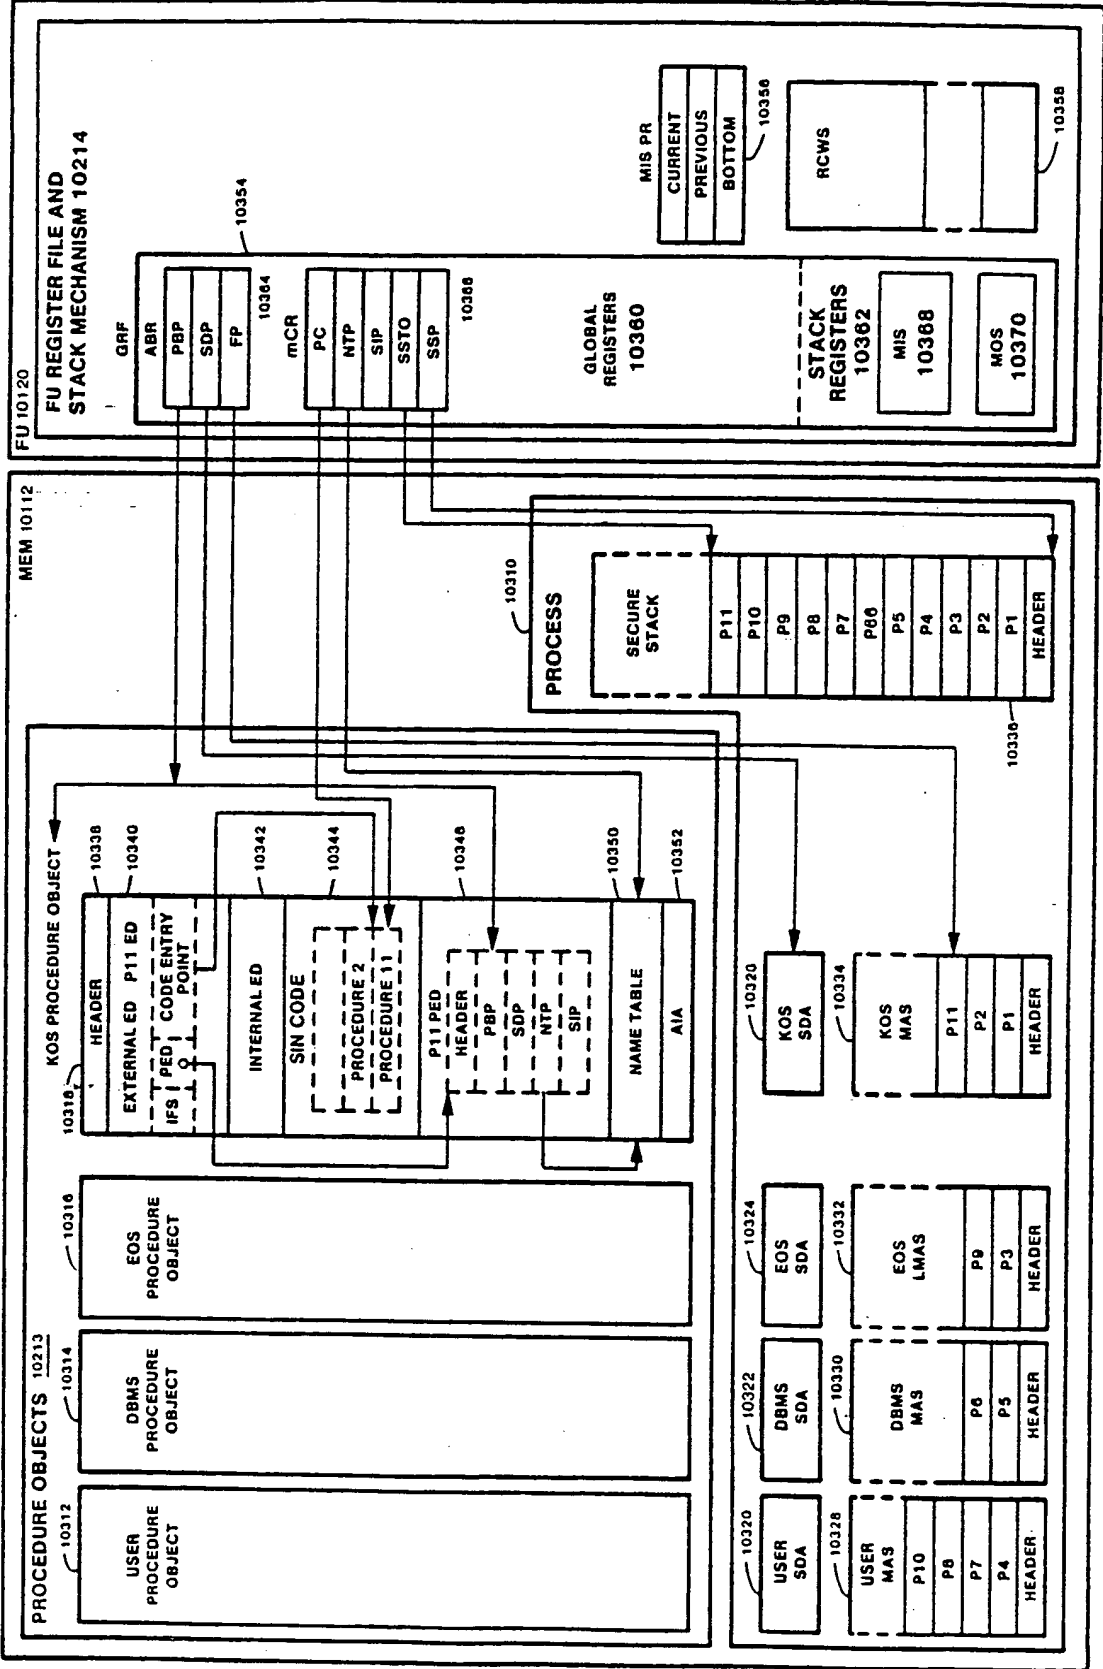 FU 10120
FU REGISTER FILE AND
STACK MECHANISM 10214
GRF
ABR
PBP
SDP
FP
10364
10354
mCR
PC
NTP
SIP
SSTO
SSP
10366
GLOBAL
REGISTERS
10360
STACK
REGISTERS
10362
MIS
10368
MOS
10370
MIS PR
CURRENT
PREVIOUS
BOTTOM
10356
RCWS
10358
MEM 10112
PROCEDURE OBJECTS 10213
10312
USER
PROCEDURE
OBJECT
10314
DBMS
PROCEDURE
OBJECT
10316
EOS
PROCEDURE
OBJECT
KOS PROCEDURE OBJECT
10318
HEADER
10338
EXTERNAL ED P11 ED
10340
IFS PED CODE ENTRY
POINT
INTERNAL ED
10342
SIN CODE
10344
PROCEDURE 2
PROCEDURE 11
P11 PED
10348
HEADER
PBP
SDP
NTP
SIP
NAME TABLE
10350
AIA
10352
10310
PROCESS
SECURE
STACK
P11
P10
P9
P8
P7
P66
P5
P4
P3
P2
P1
HEADER
10336
10320
USER
SDA
10322
DBMS
SDA
10324
EOS
SDA
10320
KOS
SDA
10328
USER
MAS
P10
P8
P7
P4
HEADER
10330
DBMS
MAS
P6
P5
HEADER
10332
EOS
LMAS
P9
P3
HEADER
10334
KOS
MAS
P11
P2
P1
HEADER